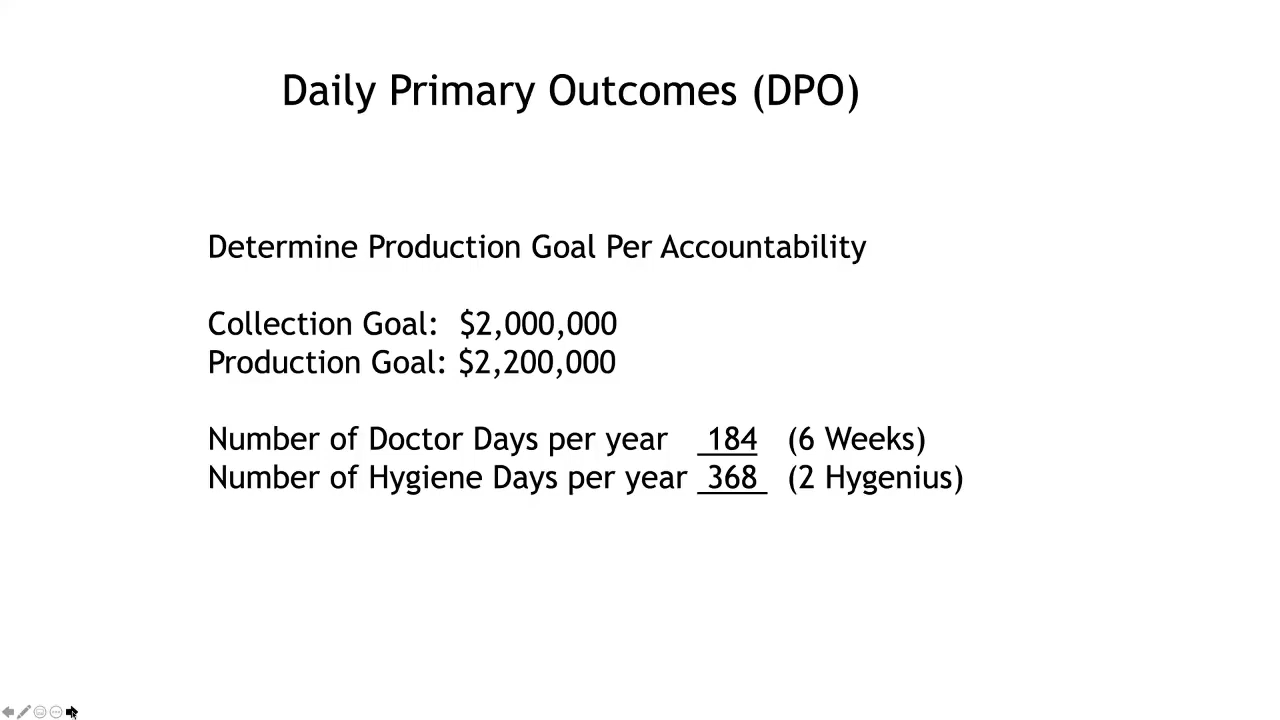 Daily Primary Outcomes (DPO)
Determine Production Goal Per Accountability
Collection Goal: $2,000,000
Production Goal: $2,200,000
Number of Doctor Days per year 184 (6 Weeks)
Number of Hygiene Days per year 368 (2 Hygenius)